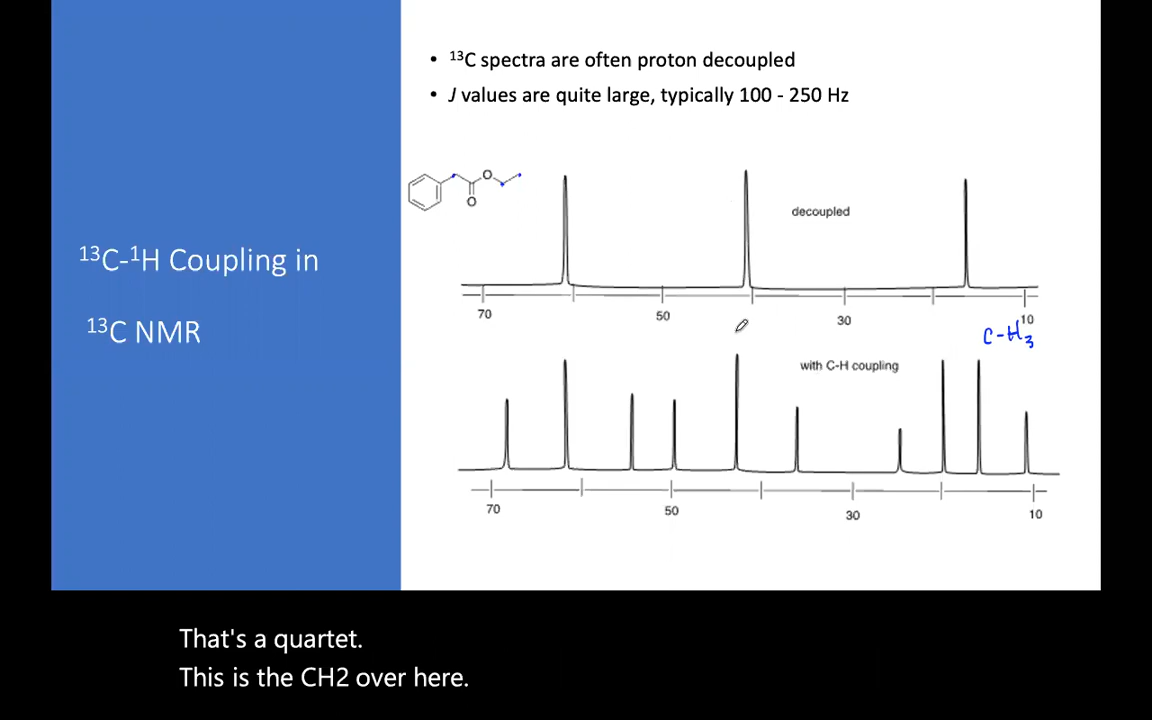 • ¹³C spectra are often proton decoupled
• J values are quite large, typically 100 - 250 Hz
¹³C-¹H Coupling in
¹³C NMR
O
O
decoupled
70
50
30
10
C-H₃
with C-H coupling
70
50
30
10
That's a quartet.
This is the CH2 over here.